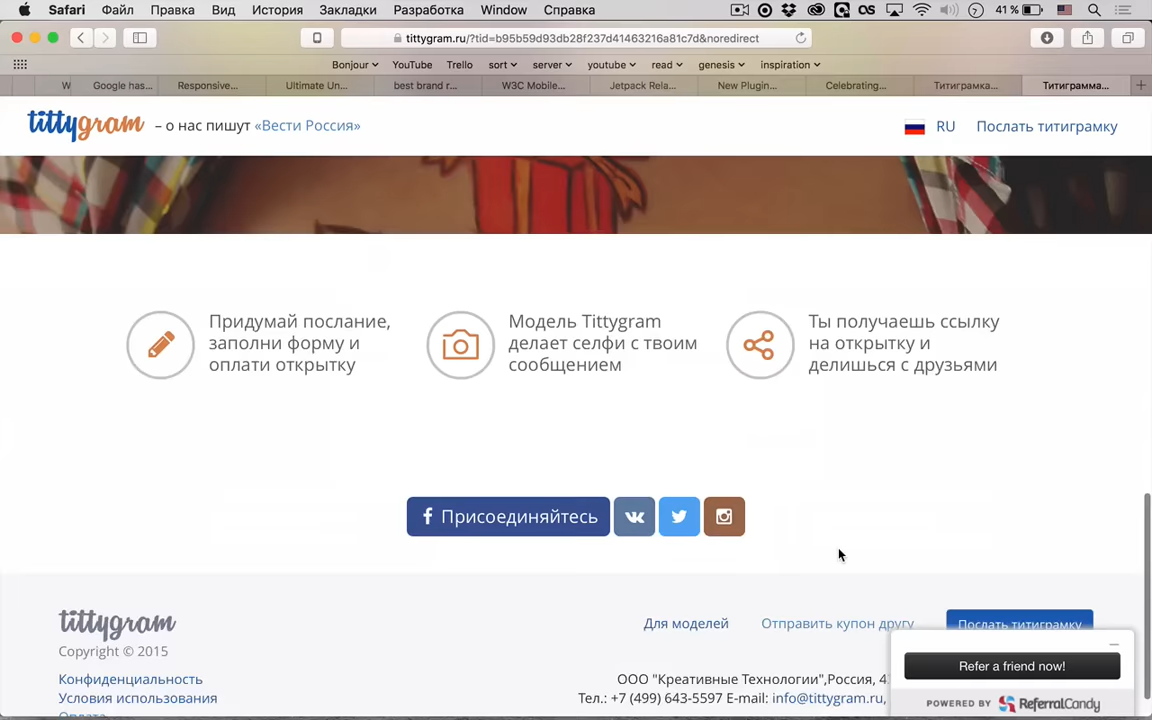 Safari Файл Правка Вид История Закладки Разработка Window Справка 41 %
tittygram.ru/?tid=b95b59d93db28f237d41463216a81c7d&noredirect
Bonjour YouTube Trello sort server youtube read genesis inspiration
W Google has... Responsive... Ultimate Un... best brand r... W3C Mobile... Jetpack Rela... New Plugin... Celebrating... Титиграмка... Титиграмма...
tittygram – о нас пишут «Вести Россия» RU Послать титиграмку
Придумай послание,
заполни форму и
оплати открытку
Модель Tittygram
делает селфи с твоим
сообщением
Ты получаешь ссылку
на открытку и
делишься с друзьями
Присоединяйтесь
tittygram
Copyright © 2015
Конфиденциальность
Условия использования
Оплата
Для моделей Отправить купон другу Послать титиграмку
ООО "Креативные Технологии",Россия,
Тел.: +7 (499) 643-5597 E-mail: info@tittygram.ru,
Refer a friend now!
POWERED BY ReferralCandy